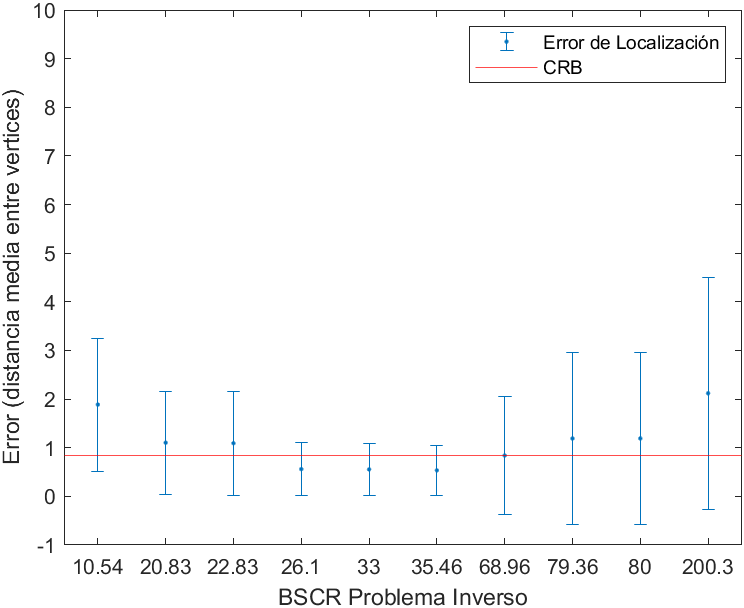 10
9
8
7
6
5
4
3
2
1
0
-1
Error (distancia media entre vertices)
Error de Localización
CRB
10.54 20.83 22.83 26.1 33 35.46 68.96 79.36 80 200.3
BSCR Problema Inverso